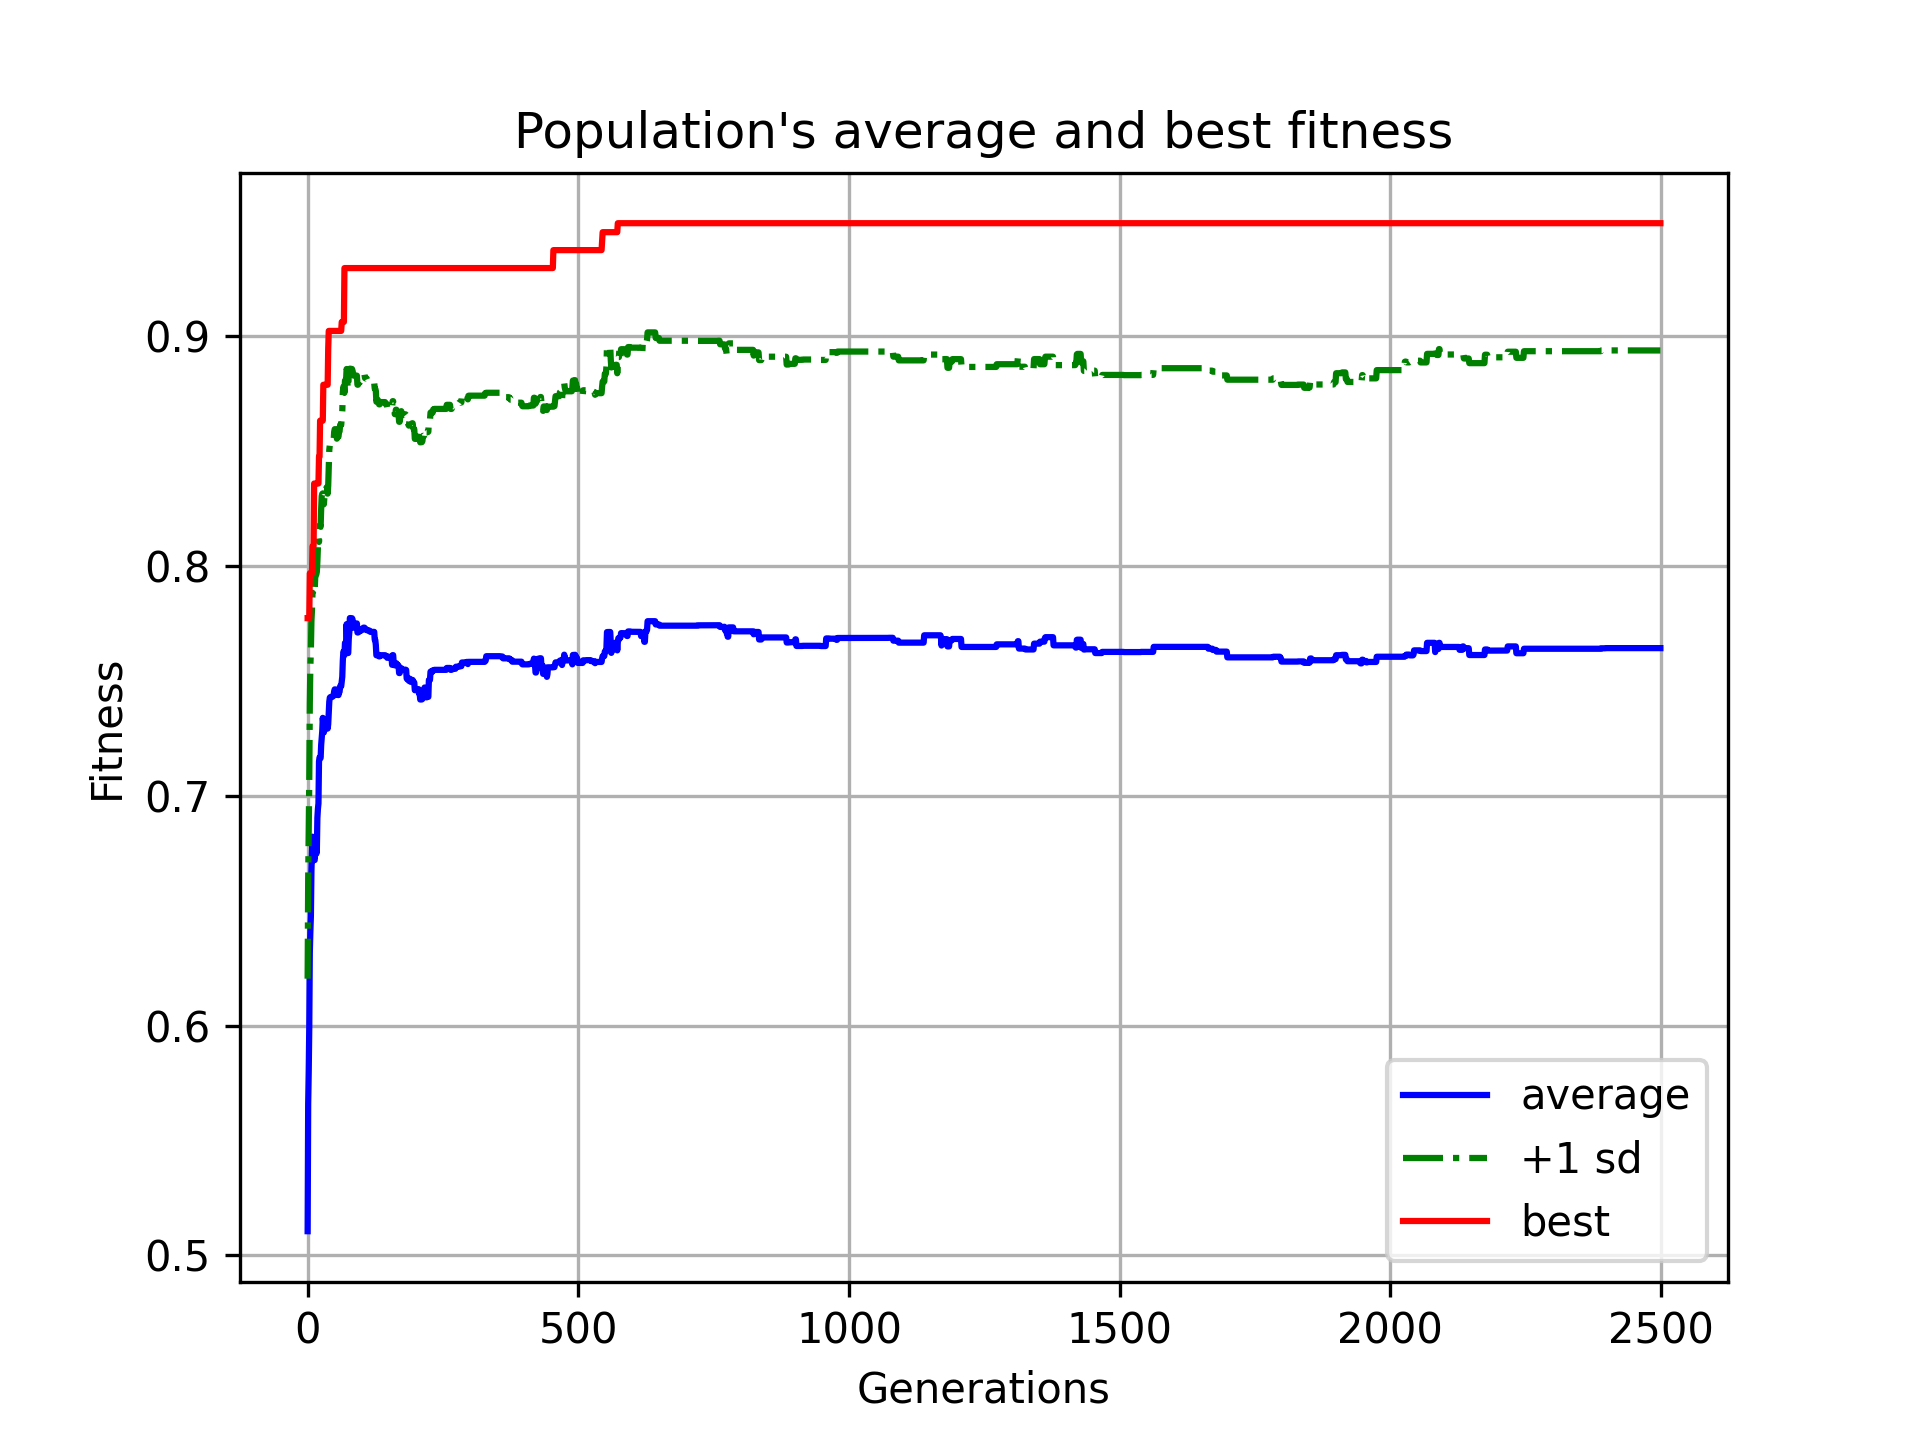 Population's average and best fitness
Fitness
0.9
0.8
0.7
0.6
0.5
0
500
1000
1500
2000
2500
Generations
average
+1 sd
best